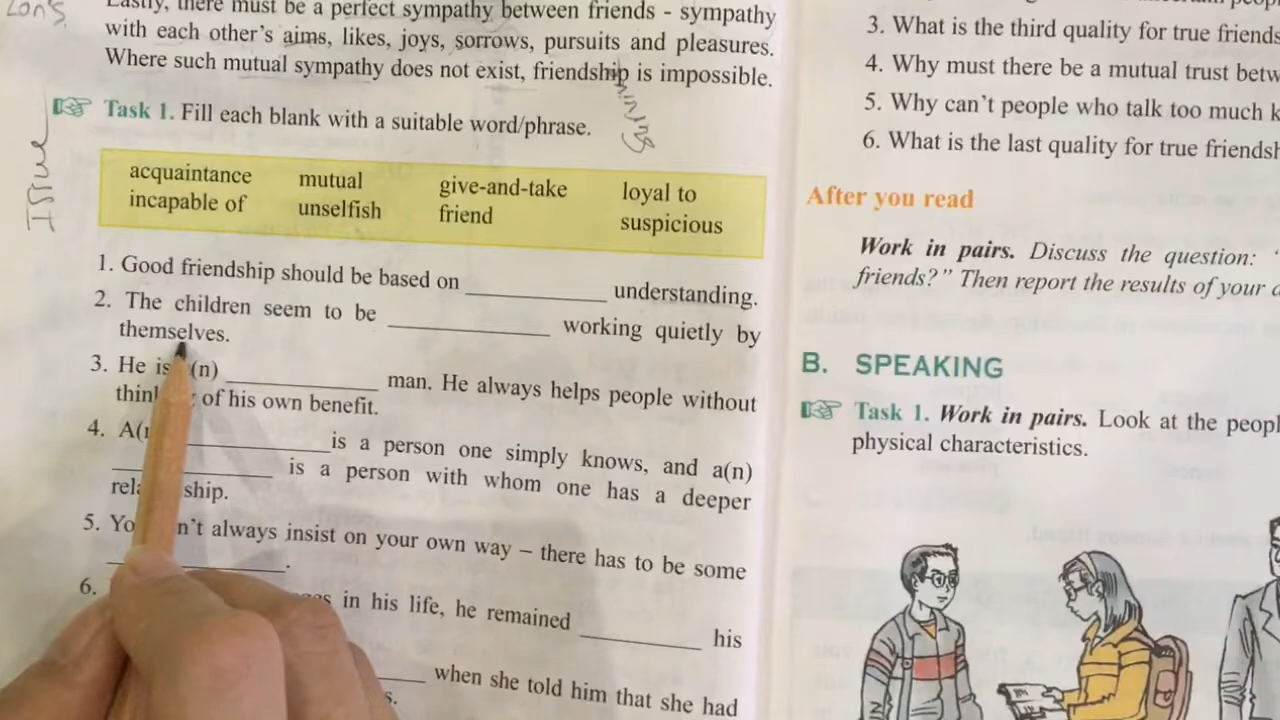 Lastly, there must be a perfect sympathy between friends - sympathy
with each other's aims, likes, joys, sorrows, pursuits and pleasures.
Where such mutual sympathy does not exist, friendship is impossible.
Task 1. Fill each blank with a suitable word/phrase.
Issue
acquaintance mutual give-and-take loyal to
incapable of unselfish friend suspicious
1. Good friendship should be based on __________ understanding.
2. The children seem to be __________ working quietly by
themselves.
3. He is (n) __________ man. He always helps people without
of his own benefit.
4. __________ is a person one simply knows, and a(n)
__________ is a person with whom one has a deeper
5. always insist on your own way – there has to be some
__________.
6. in his life, he remained __________ his
__________ when she told him that she had
3. What is the third quality for true
4. Why must there be a mutual trust
5. Why can't people who talk too much
6. What is the last quality for true
After you read
Work in pairs. Discuss the question:
friends?" Then report the results of your
B. SPEAKING
Task 1. Work in pairs. Look at the
physical characteristics.